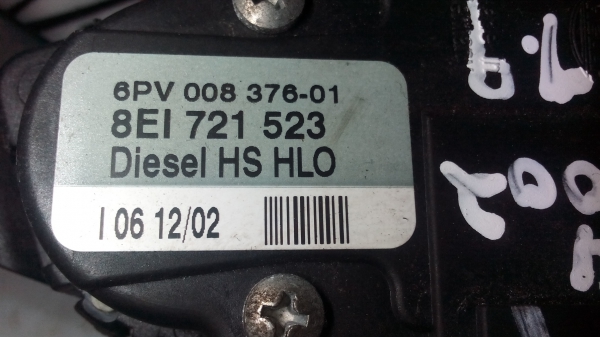 6PV 008 376-01
8EI 721 523
Diesel HS HLO
I 06 12/02